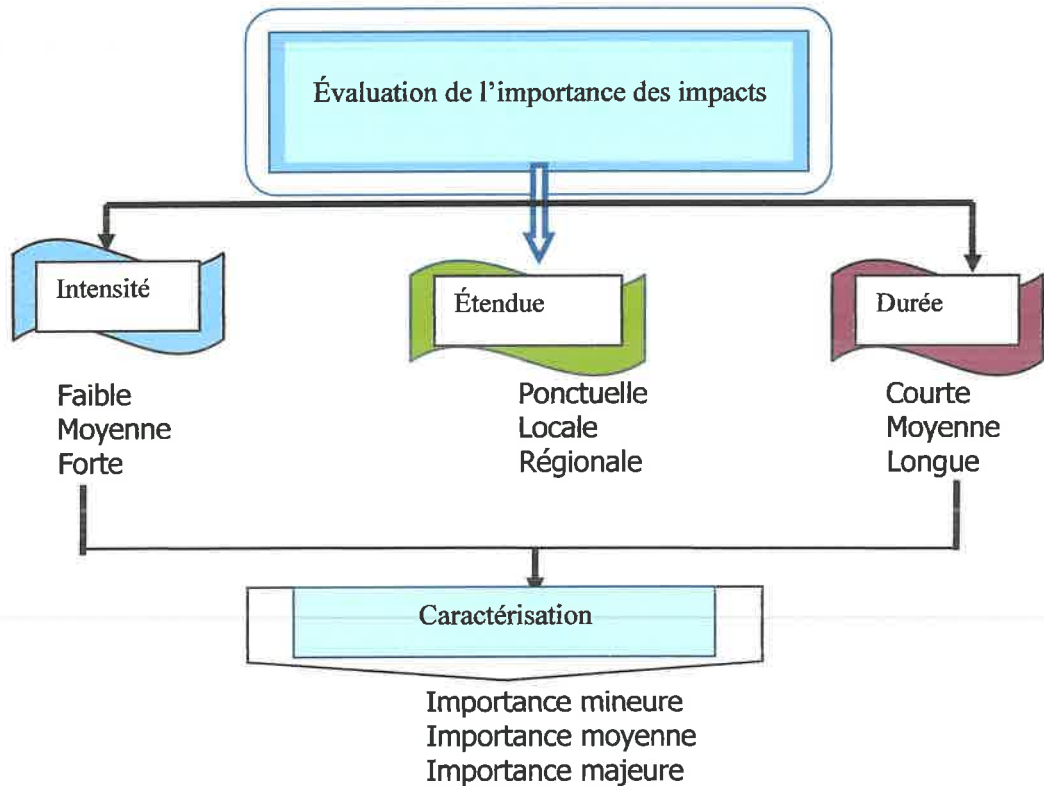 Évaluation de l'importance des impacts
Intensité
Faible
Moyenne
Forte
Étendue
Ponctuelle
Locale
Régionale
Durée
Courte
Moyenne
Longue
Caractérisation
Importance mineure
Importance moyenne
Importance majeure